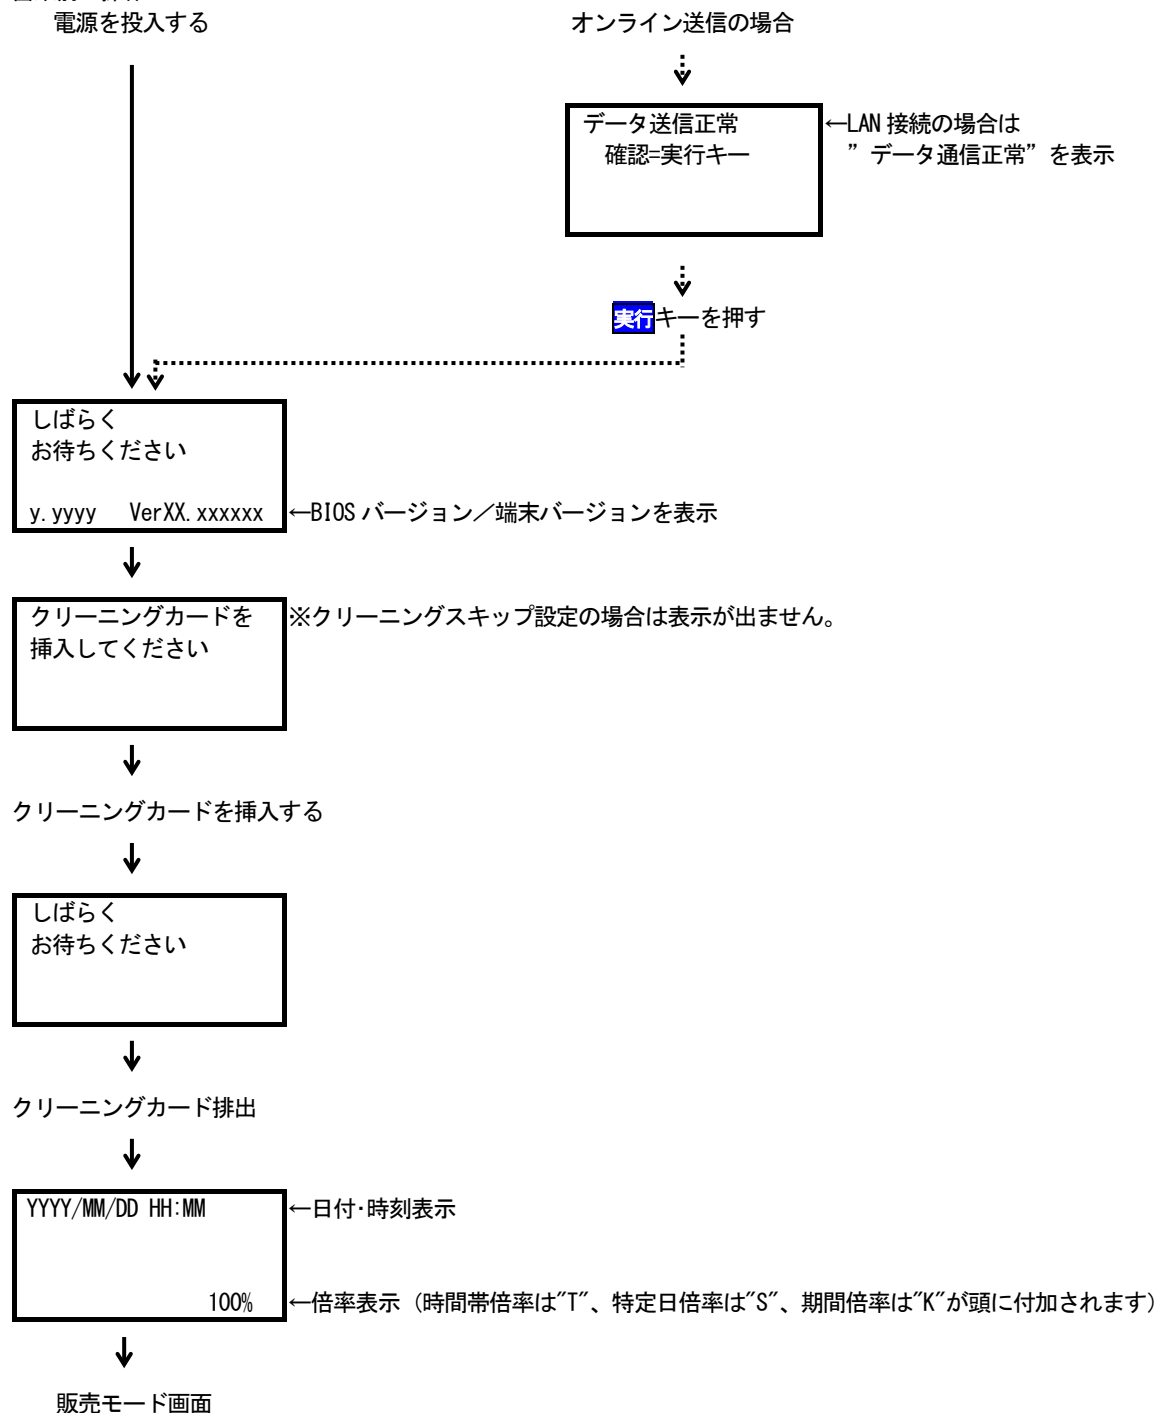 電源を投入する
オンライン送信の場合
データ送信正常
確認=実行キー
←LAN 接続の場合は
”データ通信正常”を表示
実行キーを押す
しばらく
お待ちください
y.yyyy VerXX.xxxxxx
←BIOS バージョン／端末バージョンを表示
クリーニングカードを
挿入してください
※クリーニングスキップ設定の場合は表示が出ません。
クリーニングカードを挿入する
しばらく
お待ちください
クリーニングカード排出
YYYY/MM/DD HH:MM
←日付・時刻表示
100%
←倍率表示（時間帯倍率は"T"、特定日倍率は"S"、期間倍率は"K"が頭に付加されます）
販売モード画面